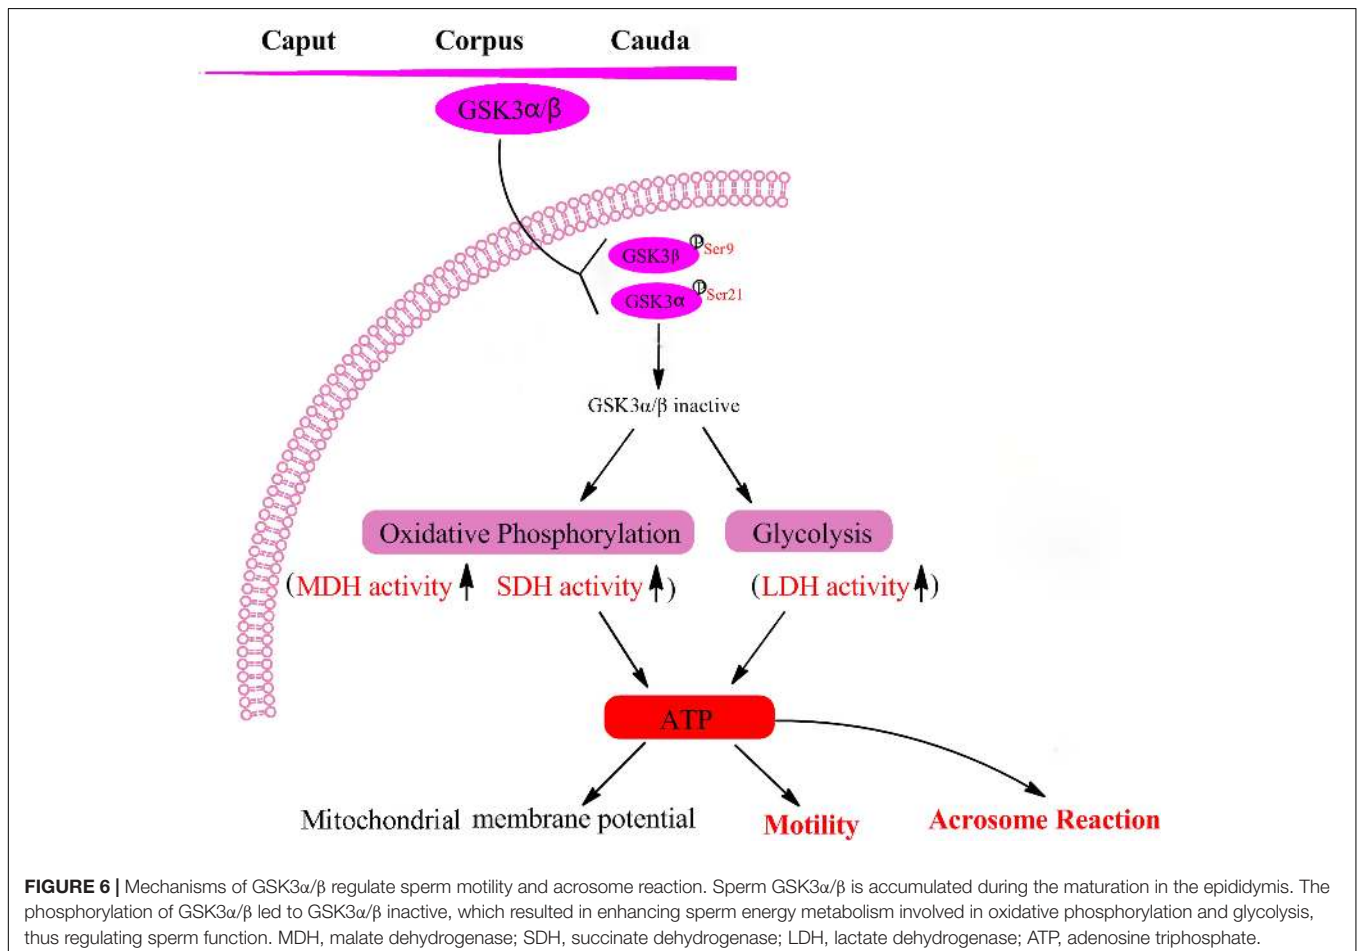 Caput Corpus Cauda
GSK3α/β
GSK3β P Ser9
GSK3α P Ser21
GSK3α/β inactive
Oxidative Phosphorylation Glycolysis
(MDH activity SDH activity ) (LDH activity )
ATP
Mitochondrial membrane potential Motility Acrosome Reaction
FIGURE 6 | Mechanisms of GSK3α/β regulate sperm motility and acrosome reaction. Sperm GSK3α/β is accumulated during the maturation in the epididymis. The
phosphorylation of GSK3α/β led to GSK3α/β inactive, which resulted in enhancing sperm energy metabolism involved in oxidative phosphorylation and glycolysis,
thus regulating sperm function. MDH, malate dehydrogenase; SDH, succinate dehydrogenase; LDH, lactate dehydrogenase; ATP, adenosine triphosphate.